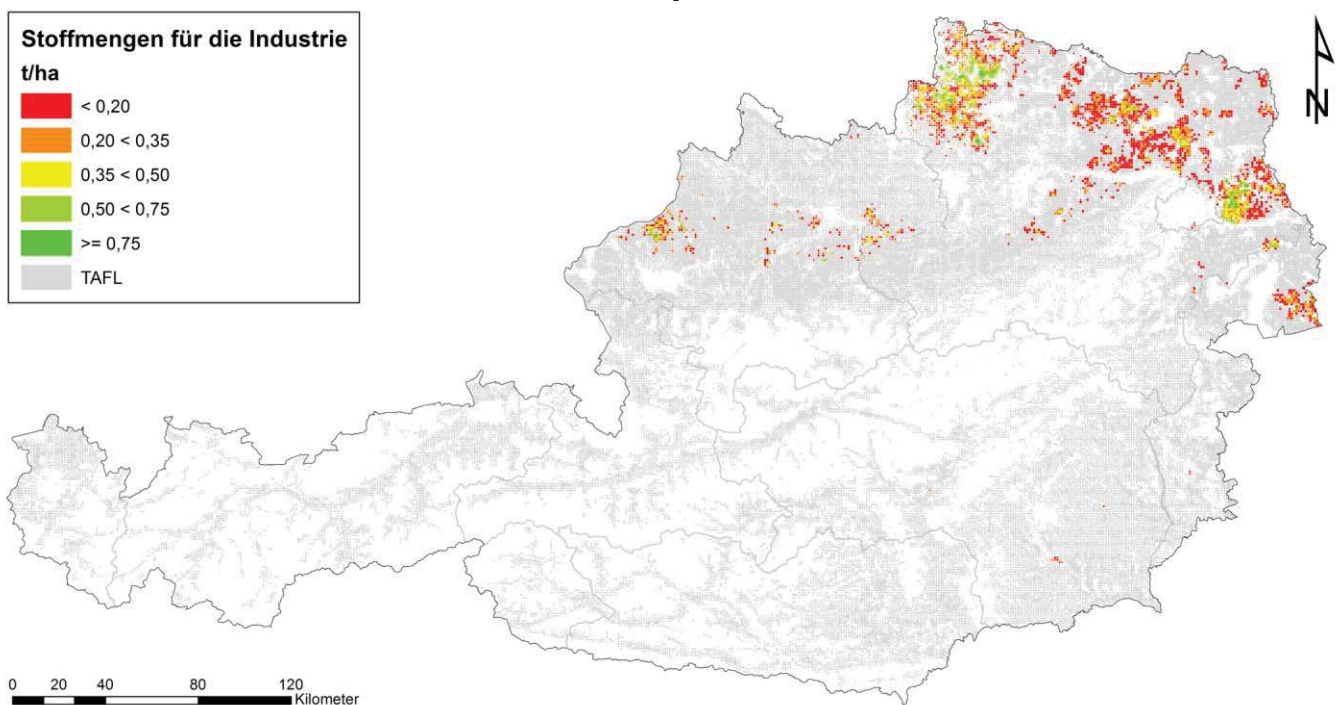 Stoffmengen für die Industrie
t/ha
< 0,20
0,20 < 0,35
0,35 < 0,50
0,50 < 0,75
>= 0,75
TAFL
N
0 20 40 80 120
Kilometer